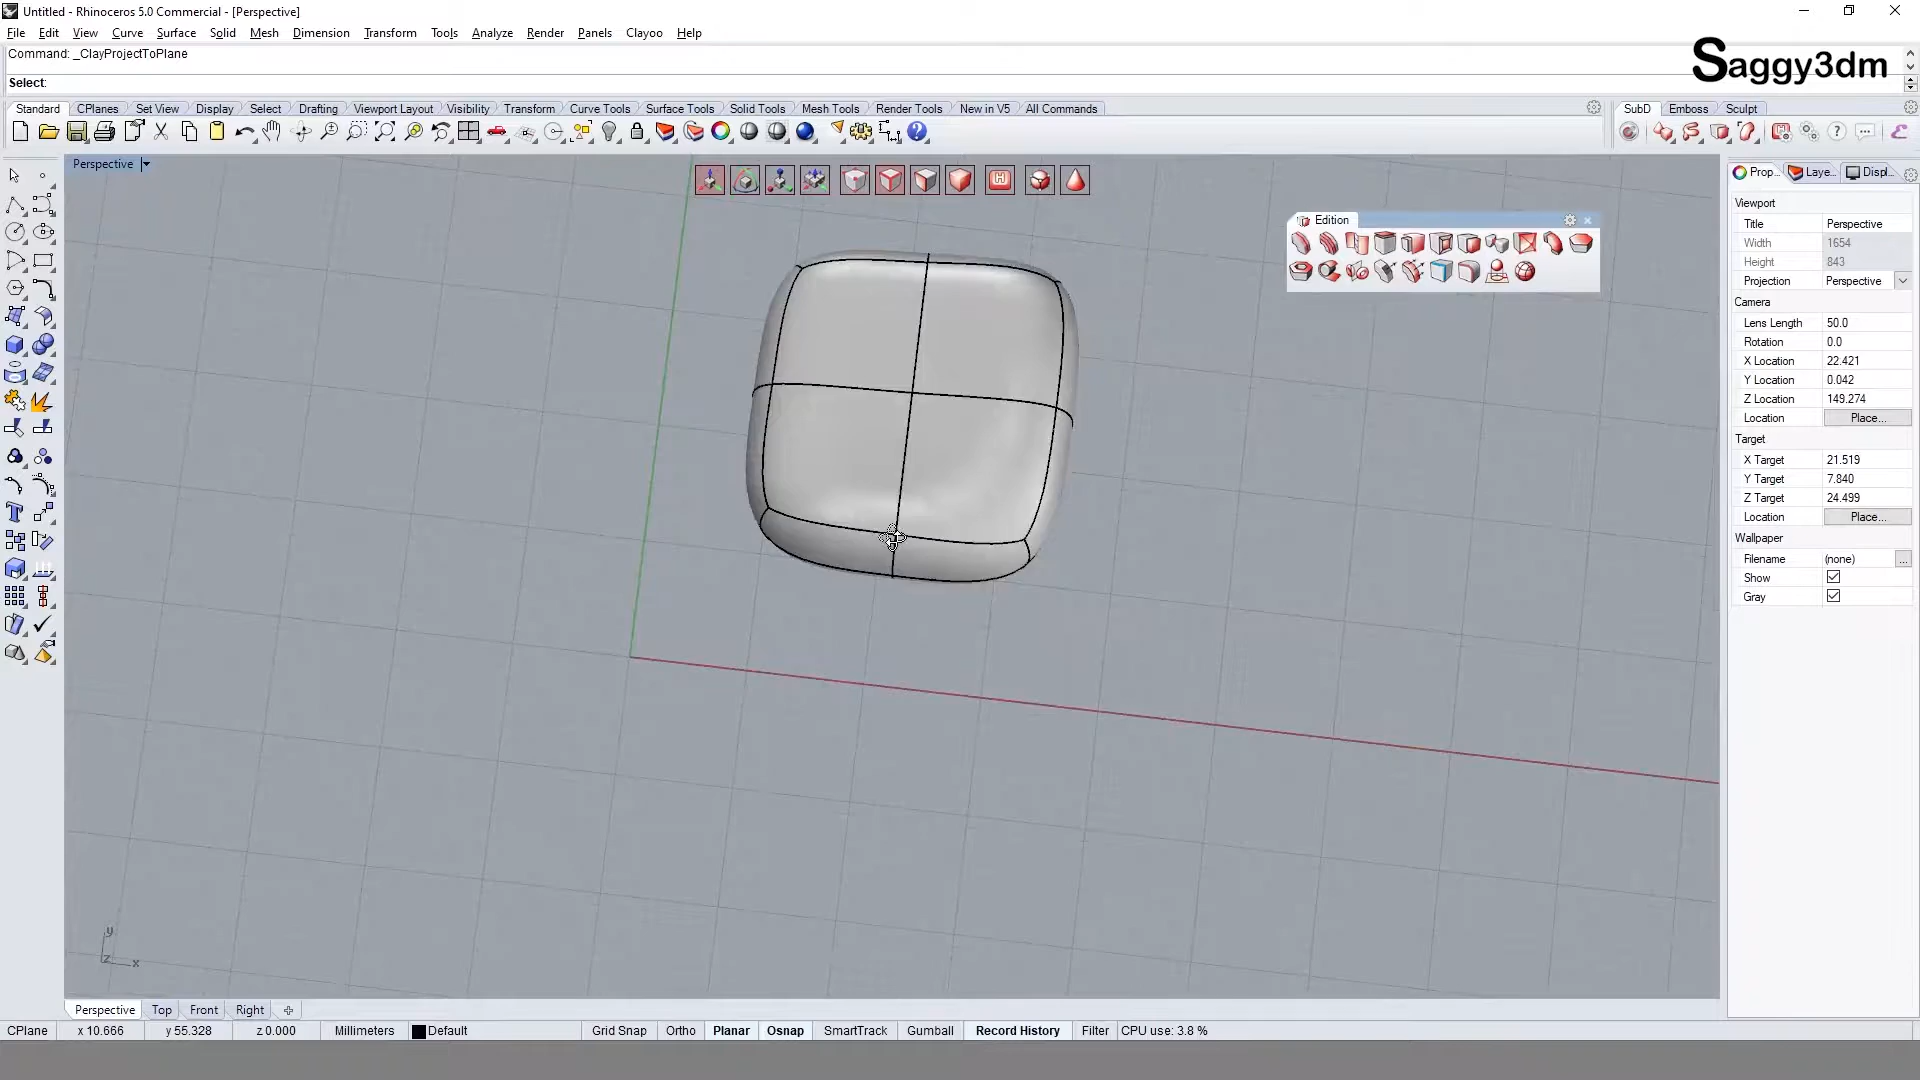 Untitled - Rhinoceros 5.0 Commercial - [Perspective]
File Edit View Curve Surface Solid Mesh Dimension Transform Tools Analyze Render Panels Clayoo Help
Command: _ClayProjectToPlane
Select:
Saggy3dm
Standard CPlanes Set View Display Select Drafting Viewport Layout Visibility Transform Curve Tools Surface Tools Solid Tools Mesh Tools Render Tools New in V5 All Commands SubD Emboss Sculpt
Perspective
Prop... Laye... Displ...
Edition
Viewport
Title Perspective
Width 1654
Height 843
Projection Perspective
Camera
Lens Length 50.0
Rotation 0.0
X Location 22.421
Y Location 0.042
Z Location 149.274
Location Place...
Target
X Target 21.519
Y Target 7.840
Z Target 24.499
Location Place...
Wallpaper
Filename (none) ...
Show
Gray
y
z x
Perspective Top Front Right
CPlane x 10.666 y 55.328 z 0.000 Millimeters Default Grid Snap Ortho Planar Osnap SmartTrack Gumball Record History Filter CPU use: 3.8 %